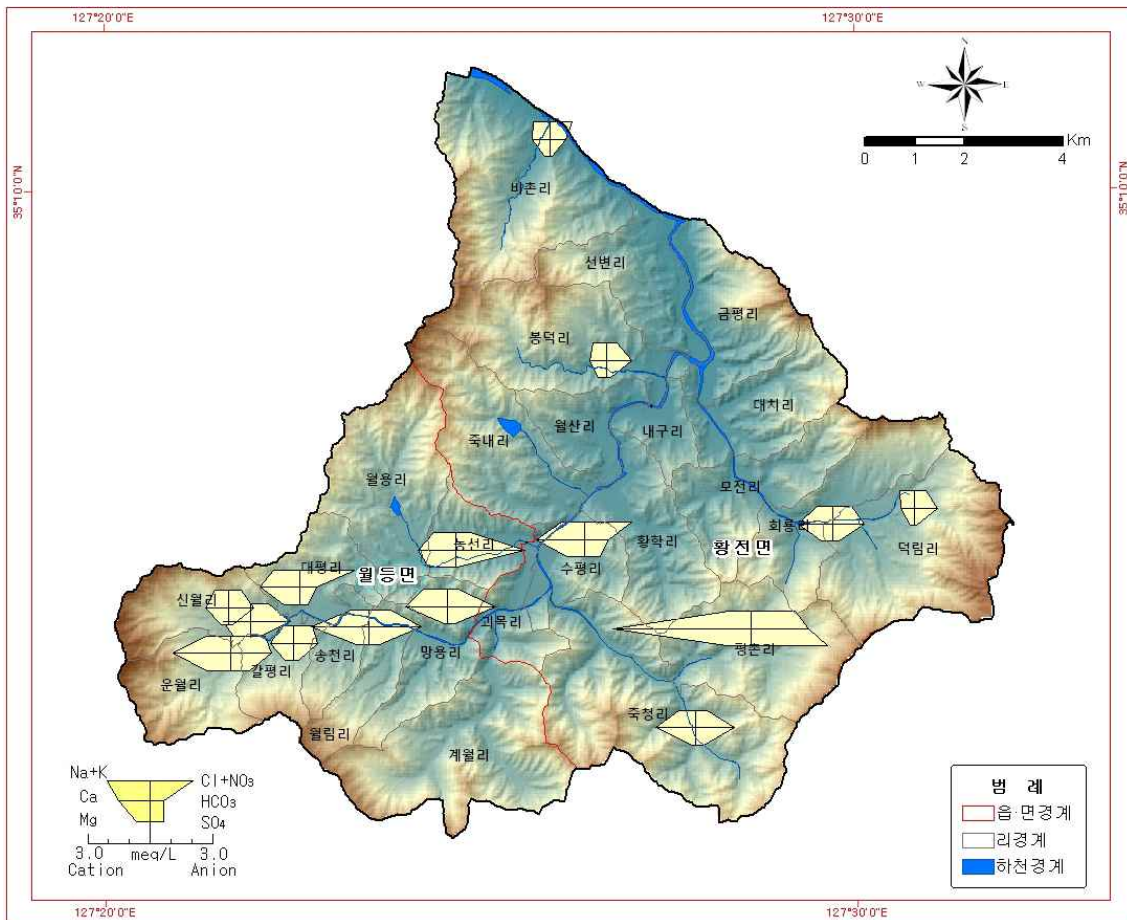 127°20'0"E
127°30'0"E
N
W
E
S
Km
0 1 2 4
35°10'0"N
35°10'0"N
비촌리
선변리
금평리
봉덕리
대치리
월산리
내구리
죽내리
월용리
모전리
회용리
덕림리
농선리
황학리
황전면
수평리
대평리
월등면
신월리
괴목리
송천리
망용리
갈평리
운월리
평촌리
죽청리
월림리
계월리
Na+K
Cl+NO₃
Ca
HCO₃
Mg
SO₄
3.0 meq/L 3.0
Cation Anion
범 례
읍·면경계
리경계
하천경계
127°20'0"E
127°30'0"E